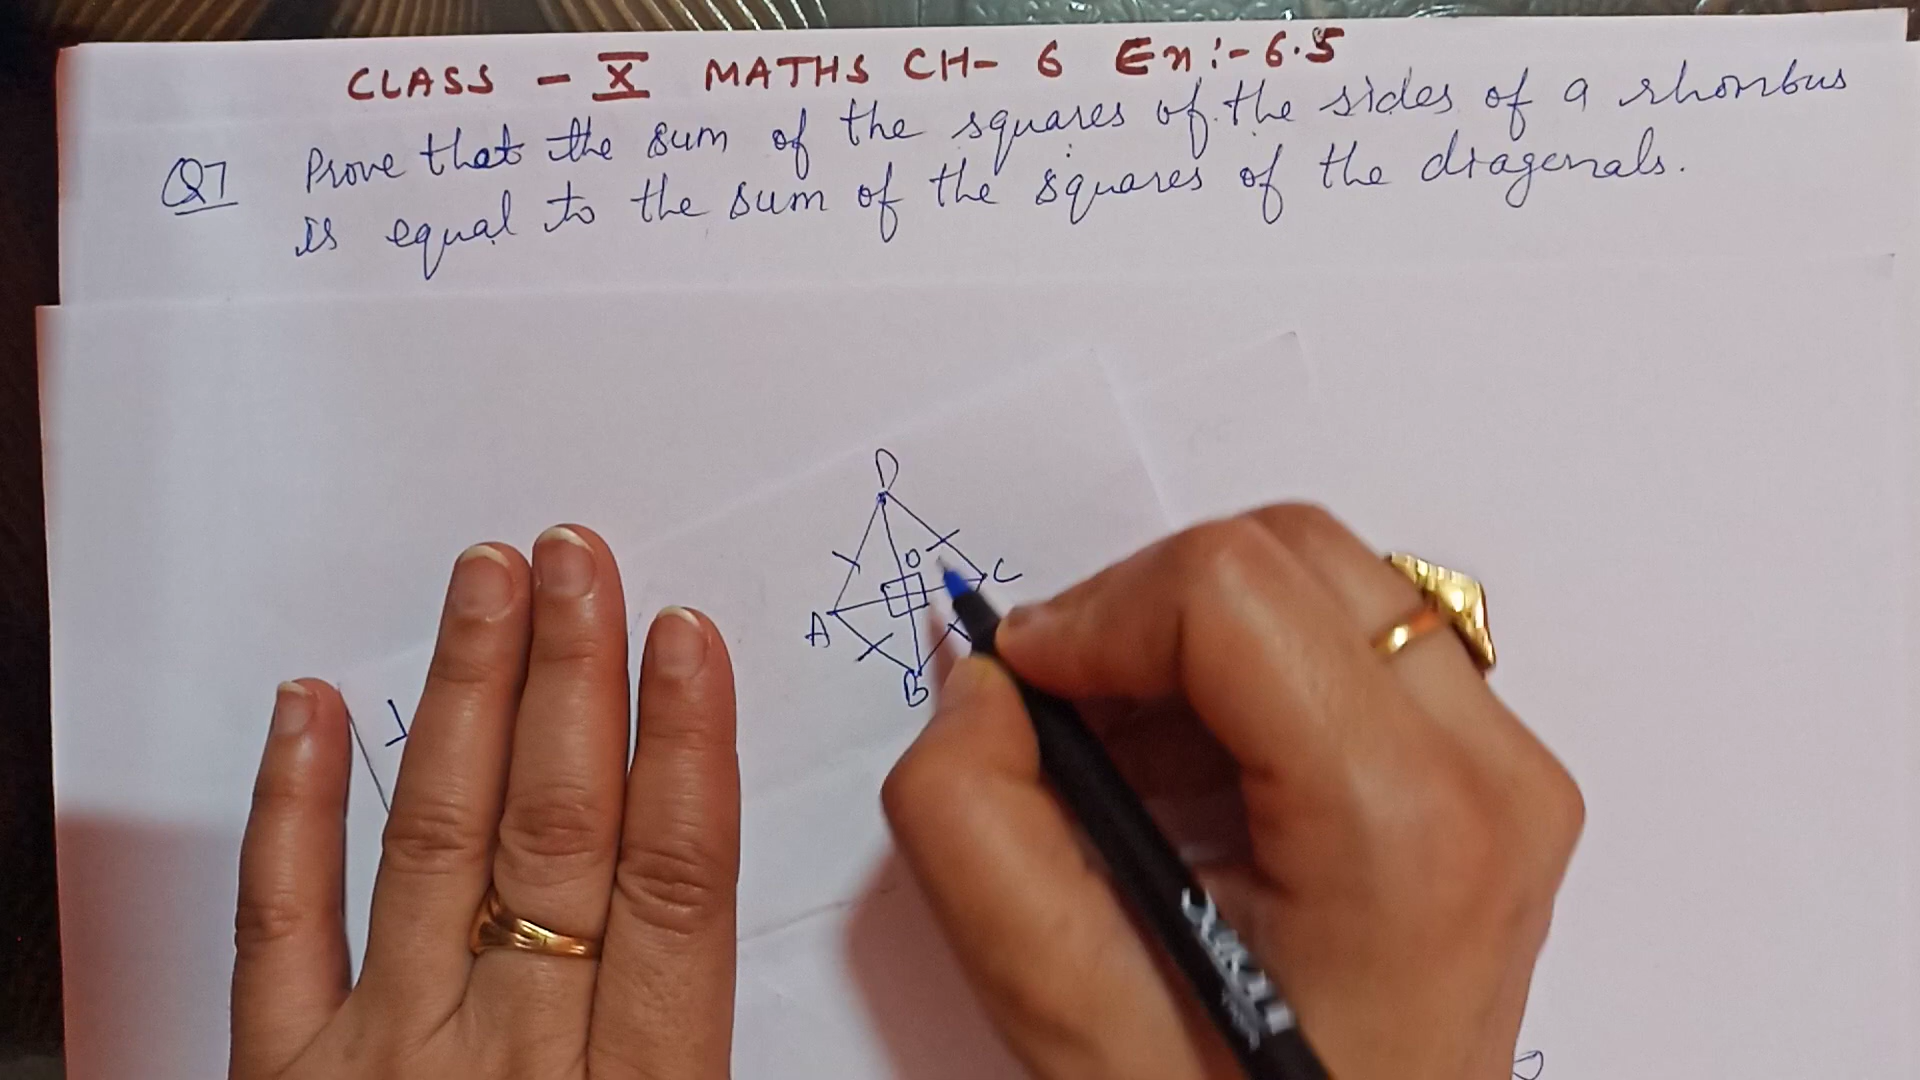 CLASS - X MATHS CH- 6 Ex:- 6.5
Q7 Prove that the sum of the squares of the sides of a rhombus
is equal to the sum of the squares of the diagonals.
D
O
C
A
B